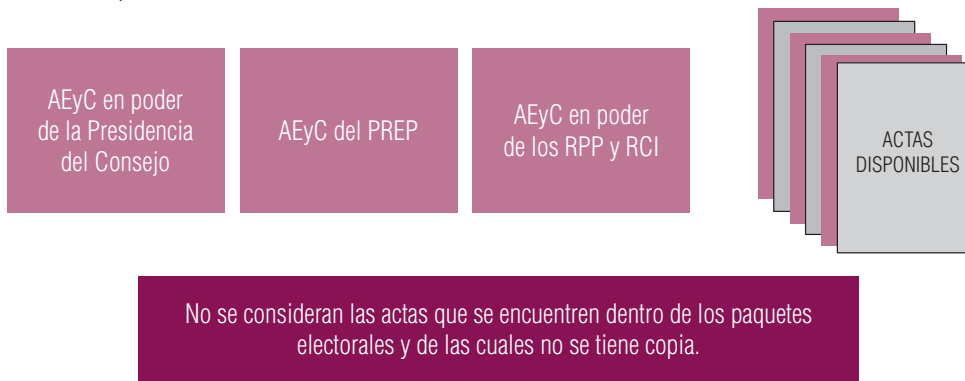 AEyC en poder
de la Presidencia
del Consejo
AEyC del PREP
AEyC en poder
de los RPP y RCI
ACTAS
DISPONIBLES
No se consideran las actas que se encuentren dentro de los paquetes
electorales y de las cuales no se tiene copia.